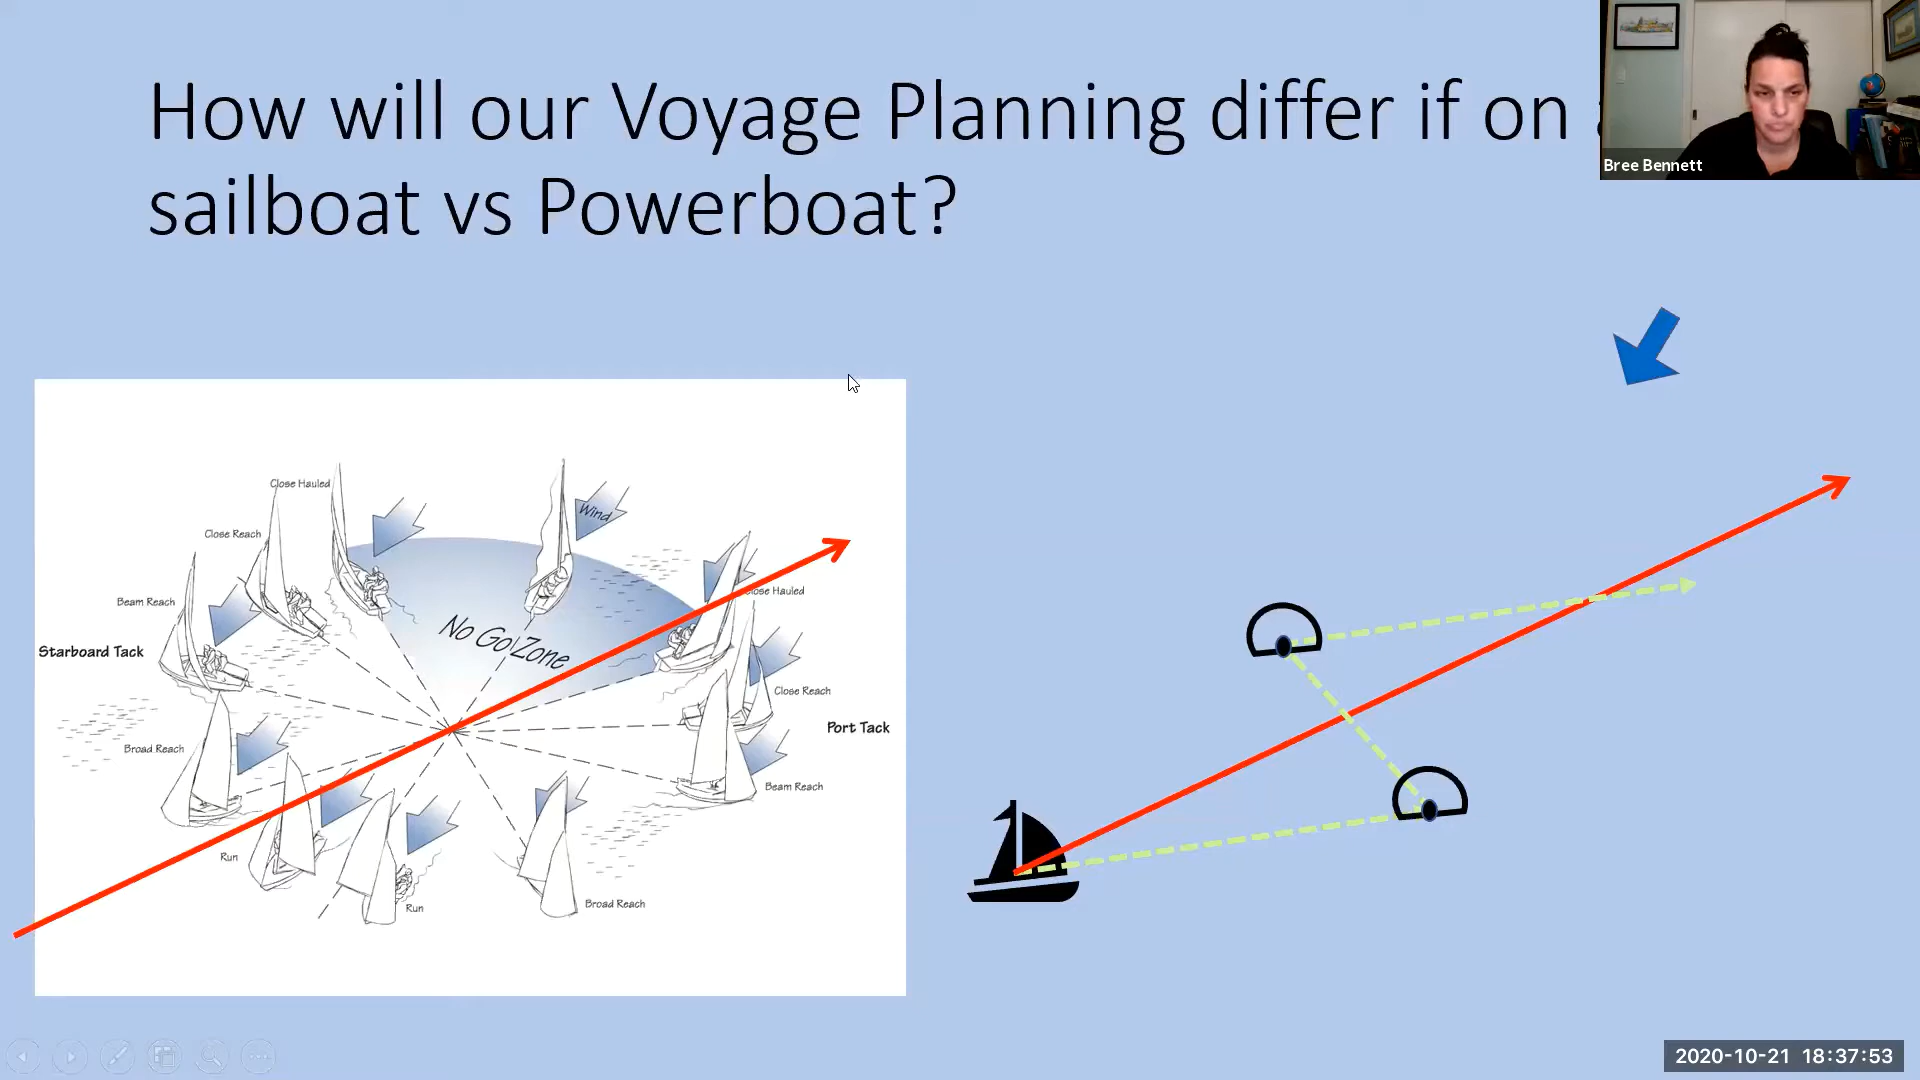 How will our Voyage Planning differ if on
sailboat vs Powerboat?
Bree Bennett
Close Hauled
Wind
Close Reach
Close Hauled
Beam Reach
No Go Zone
Starboard Tack
Close Reach
Port Tack
Broad Reach
Beam Reach
Run
Run
Broad Reach
2020-10-21 18:37:53